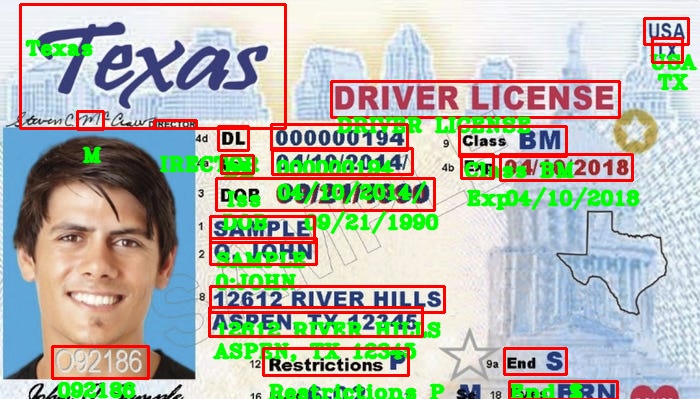 Texas
Texas
USA
TX
USA
TX
DRIVER LICENSE
DRIVER LICENSE
Steven C. McCraw DIRECTOR
M IRECTOR
4d DL 000000194 9 Class BM
000000194 Class BM
4a Iss 04/10/2014 4b Exp 04/10/2018
Iss 04/10/2014/ Exp04/10/2018
3 DOB 09/21/1990
DOB 09/21/1990
1 SAMPLE
SAMPLE
2 O. JOHN
O.JOHN
8 12612 RIVER HILLS
12612 RIVER HILLS
ASPEN, TX 12345
ASPEN, TX 12345
092186
092186
12 Restrictions P 9a End S
Restrictions P End S
16 18 BRN